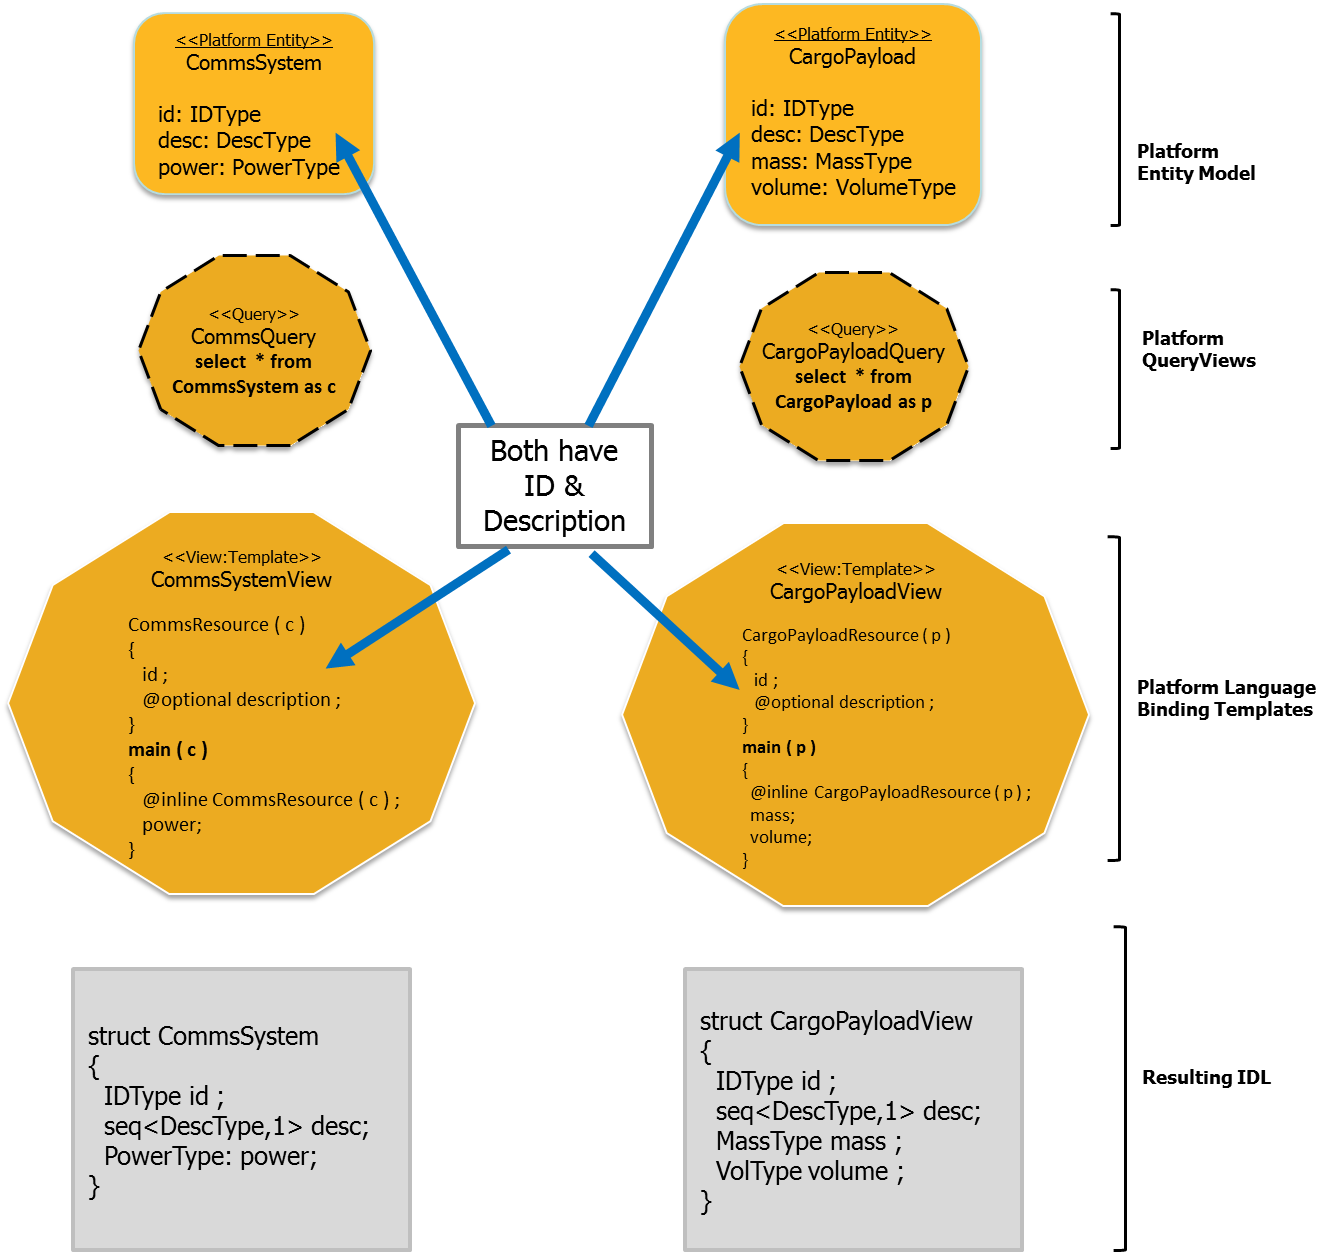 <<Platform Entity>>
CommsSystem
id: IDType
desc: DescType
power: PowerType
<<Platform Entity>>
CargoPayload
id: IDType
desc: DescType
mass: MassType
volume: VolumeType
Platform
Entity Model
<<Query>>
CommsQuery
select * from
CommsSystem as c
<<Query>>
CargoPayloadQuery
select * from
CargoPayload as p
Platform
QueryViews
Both have
ID &
Description
<<View:Template>>
CommsSystemView
CommsResource ( c )
{
id ;
@optional description ;
}
main ( c )
{
@inline CommsResource ( c ) ;
power;
}
<<View:Template>>
CargoPayloadView
CargoPayloadResource ( p )
{
id ;
@optional description ;
}
main ( p )
{
@inline CargoPayloadResource ( p ) ;
mass;
volume;
}
Platform Language
Binding Templates
struct CommsSystem
{
IDType id ;
seq<DescType,1> desc;
PowerType: power;
}
struct CargoPayloadView
{
IDType id ;
seq<DescType,1> desc;
MassType mass ;
VolType volume ;
}
Resulting IDL